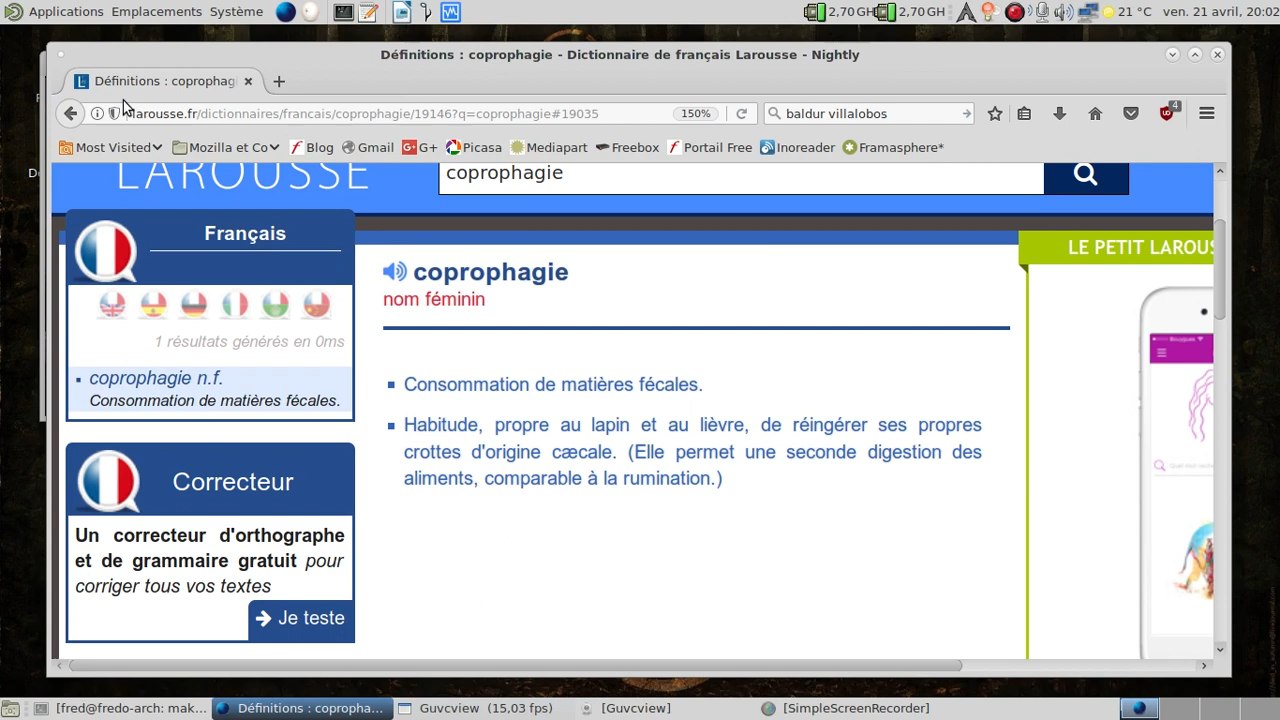 Applications Emplacements Système 2,70 GH 2,70 GH 21 °C ven. 21 avril, 20:02
Définitions : coprophagie - Dictionnaire de français Larousse - Nightly
Définitions : coprophag
larousse.fr/dictionnaires/francais/coprophagie/19146?q=coprophagie#19035 150% baldur villalobos 4
Most Visited Mozilla et Co Blog Gmail G+ Picasa Mediapart Freebox Portail Free Inoreader Framasphere*
LAROUSSE coprophagie
Français
LE PETIT LAROUS
coprophagie
nom féminin
1 résultats générés en 0ms
coprophagie n.f.
Consommation de matières fécales.
Consommation de matières fécales.
Habitude, propre au lapin et au lièvre, de réingérer ses propres
crottes d'origine cæcale. (Elle permet une seconde digestion des
aliments, comparable à la rumination.)
Correcteur
Un correcteur d'orthographe
et de grammaire gratuit pour
corriger tous vos textes
Je teste
[fred@fredo-arch: mak... Définitions : copropha... Guvcview (15,03 fps) [Guvcview] [SimpleScreenRecorder]